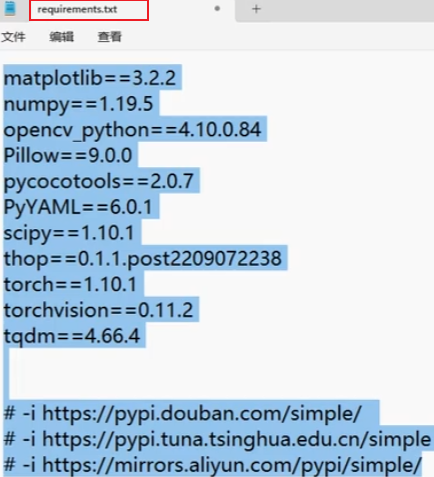 requirements.txt
文件 编辑 查看
matplotlib==3.2.2
numpy==1.19.5
opencv_python==4.10.0.84
Pillow==9.0.0
pycocotools==2.0.7
PyYAML==6.0.1
scipy==1.10.1
thop==0.1.1.post2209072238
torch==1.10.1
torchvision==0.11.2
tqdm==4.66.4
# -i https://pypi.douban.com/simple/
# -i https://pypi.tuna.tsinghua.edu.cn/simple
# -i https://mirrors.aliyun.com/pypi/simple/